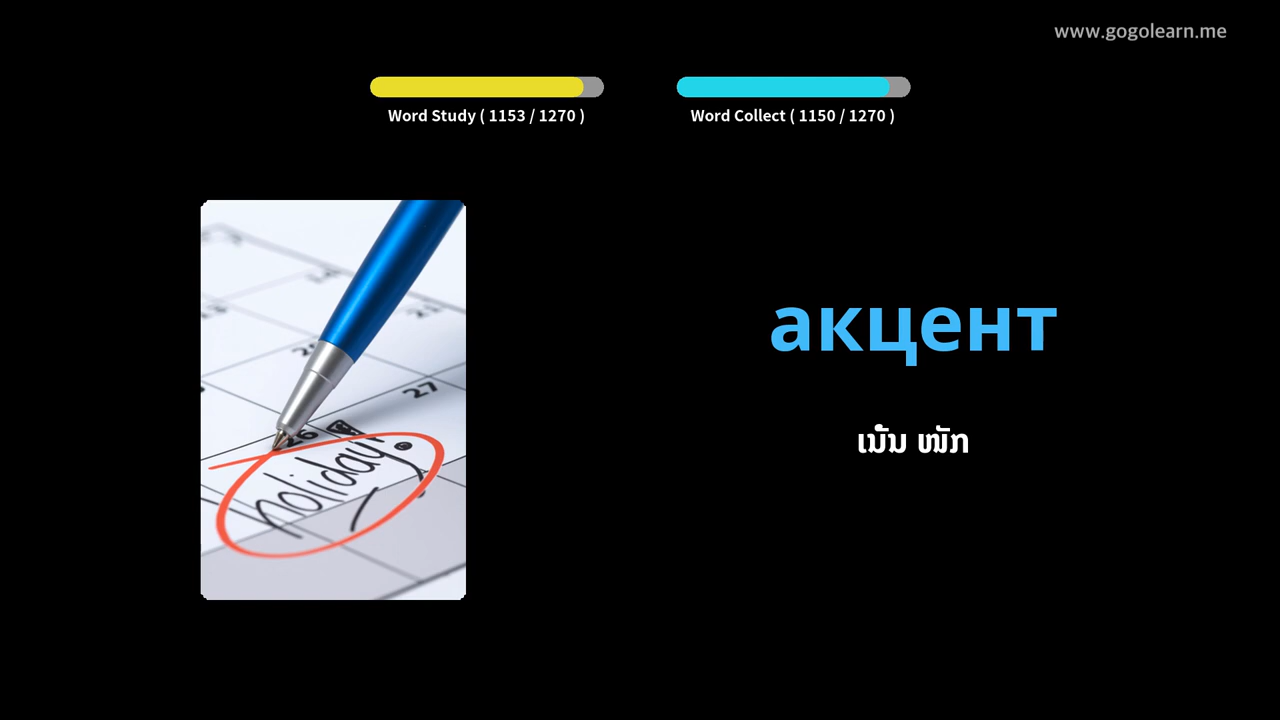 www.gogolearn.me
Word Study ( 1153 / 1270 )
Word Collect ( 1150 / 1270 )
акцент
ເນັ້ນ ໜັກ
27
26
holiday!